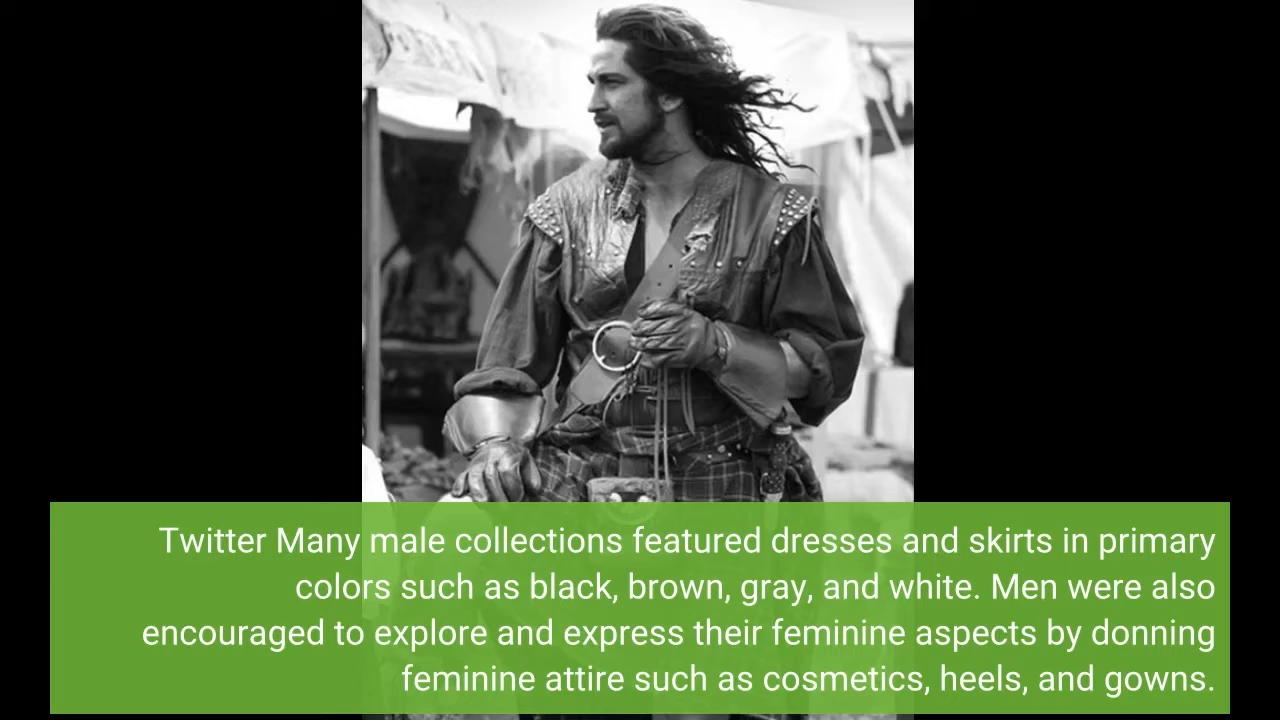 Twitter Many male collections featured dresses and skirts in primary
colors such as black, brown, gray, and white. Men were also
encouraged to explore and express their feminine aspects by donning
feminine attire such as cosmetics, heels, and gowns.